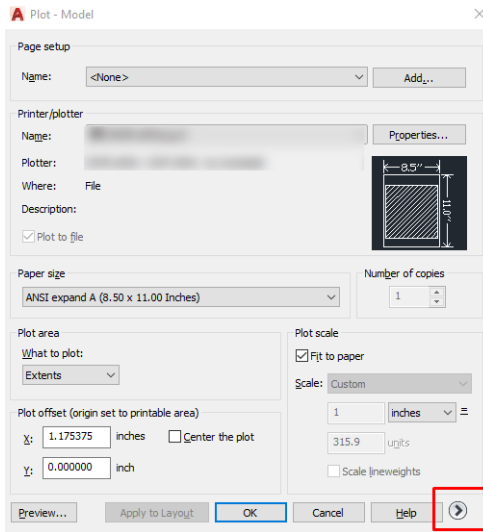 Plot - Model
Page setup
Name: <None> Add...
Printer/plotter
Name: Properties...
Plotter:
Where: File
Description:
Plot to file
8.5″
11.0″
Paper size
ANSI expand A (8.50 x 11.00 Inches)
Number of copies
1
Plot area
What to plot:
Extents
Plot scale
Fit to paper
Scale: Custom
1 inches =
315.9 units
Scale lineweights
Plot offset (origin set to printable area)
X: 1.175375 inches Center the plot
Y: 0.000000 inch
Preview... Apply to Layout OK Cancel Help